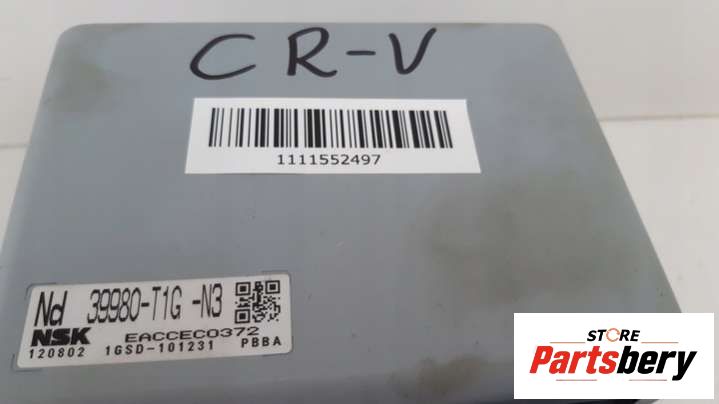 CR-V
1111552497
Nd 39980-T1G -N3
NSK EACCEC0372
120802 1GSD-101231 PBBA
STORE
Partsbery